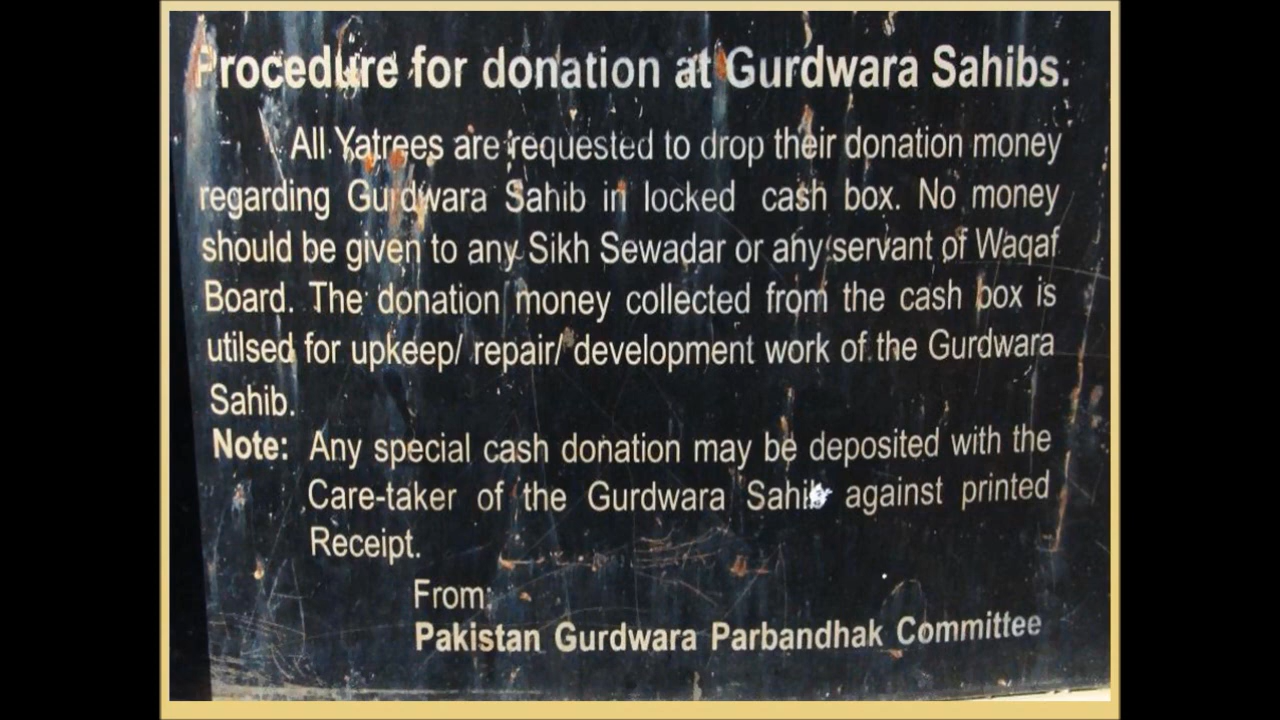 Procedure for donation at Gurdwara Sahibs.
All Yatrees are requested to drop their donation money
regarding Gurdwara Sahib in locked cash box. No money
should be given to any Sikh Sewadar or any servant of Waqaf
Board. The donation money collected from the cash box is
utilsed for upkeep/ repair/ development work of the Gurdwara
Sahib.
Note: Any special cash donation may be deposited with the
Care-taker of the Gurdwara Sahib against printed
Receipt.
From:
Pakistan Gurdwara Parbandhak Committee